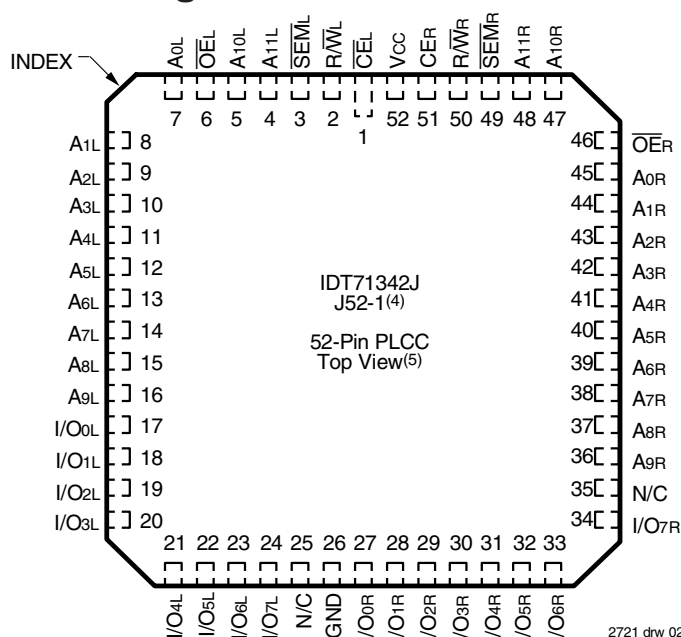 INDEX
A0L
OEL
A10L
A11L
SEML
R/WL
CEL
VCC
CER
R/WR
SEMR
A11R
A10R
7 6 5 4 3 2 1 52 51 50 49 48 47
A1L 8
A2L 9
A3L 10
A4L 11
A5L 12
A6L 13
A7L 14
A8L 15
A9L 16
I/O0L 17
I/O1L 18
I/O2L 19
I/O3L 20
IDT71342J
J52-1(4)
52-Pin PLCC
Top View(5)
46 OER
45 A0R
44 A1R
43 A2R
42 A3R
41 A4R
40 A5R
39 A6R
38 A7R
37 A8R
36 A9R
35 N/C
34 I/O7R
21 22 23 24 25 26 27 28 29 30 31 32 33
I/O4L
I/O5L
I/O6L
I/O7L
N/C
GND
I/O0R
I/O1R
I/O2R
I/O3R
I/O4R
I/O5R
I/O6R
2721 drw 02